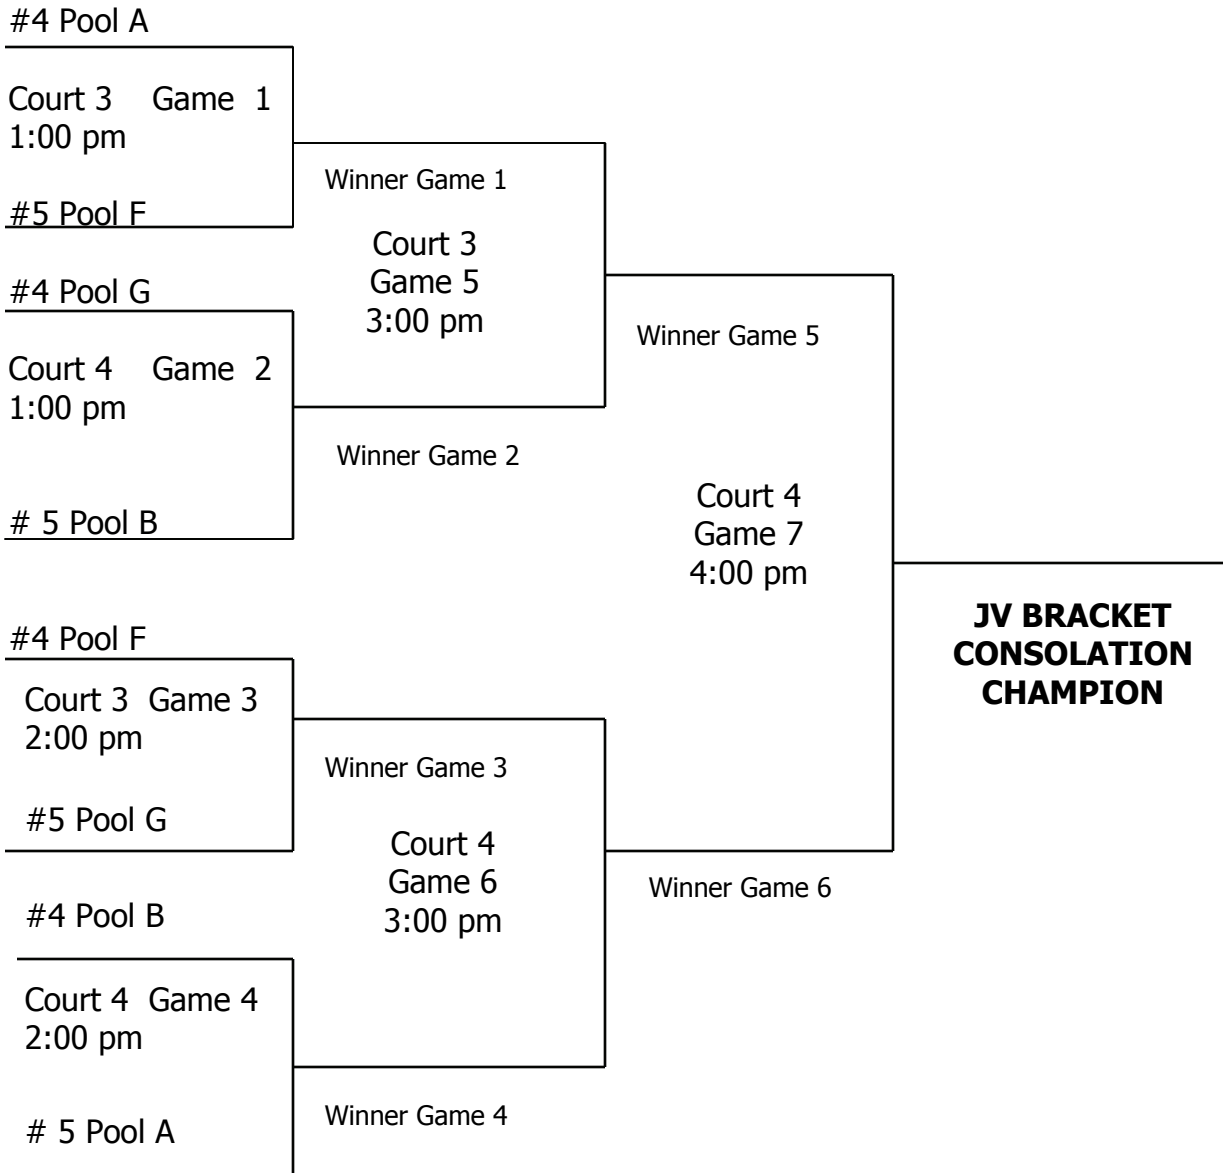 #4 Pool A
Court 3 Game 1
1:00 pm
#5 Pool F
Winner Game 1
Court 3
Game 5
3:00 pm
#4 Pool G
Court 4 Game 2
1:00 pm
# 5 Pool B
Winner Game 2
Winner Game 5
Court 4
Game 7
4:00 pm
JV BRACKET
CONSOLATION
CHAMPION
#4 Pool F
Court 3 Game 3
2:00 pm
#5 Pool G
Winner Game 3
Court 4
Game 6
3:00 pm
Winner Game 6
#4 Pool B
Court 4 Game 4
2:00 pm
# 5 Pool A
Winner Game 4